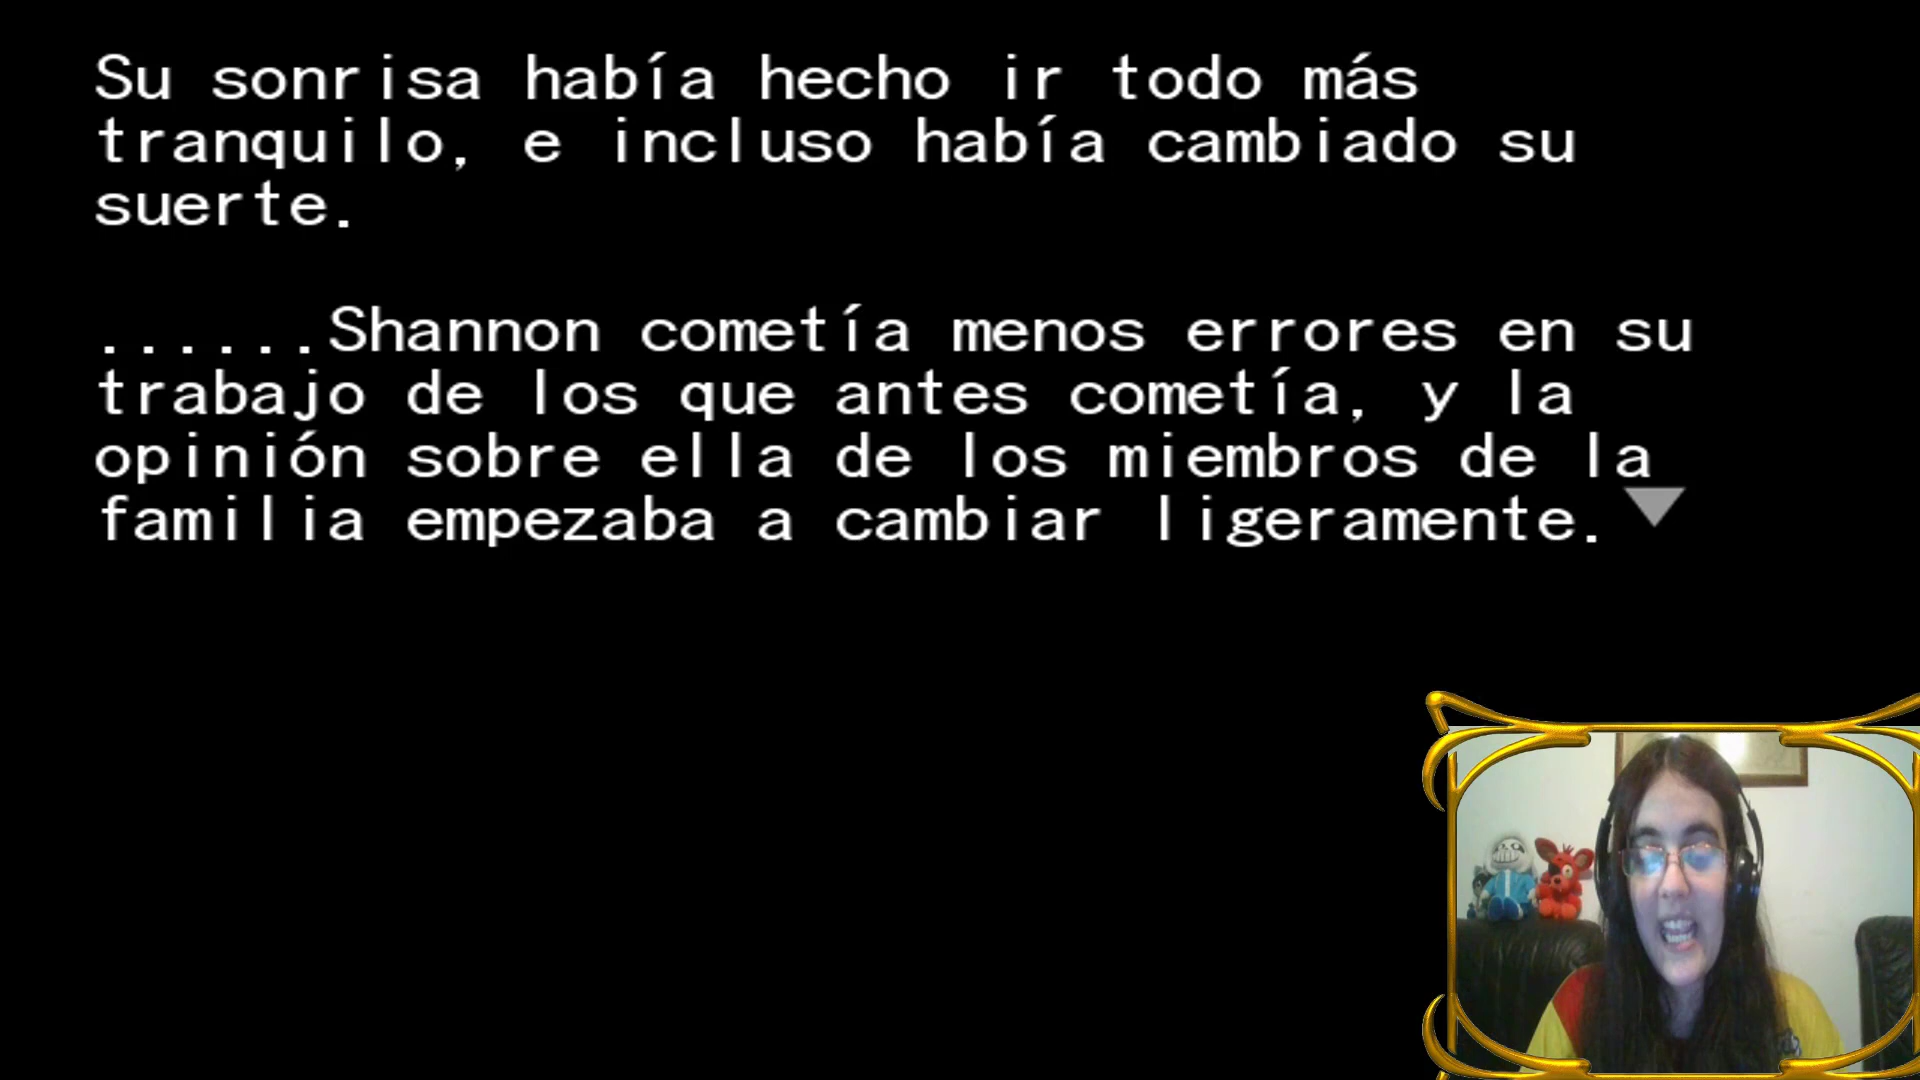 Su sonrisa había hecho ir todo más
tranquilo, e incluso había cambiado su
suerte.
......Shannon cometía menos errores en su
trabajo de los que antes cometía, y la
opinión sobre ella de los miembros de la
familia empezaba a cambiar ligeramente.